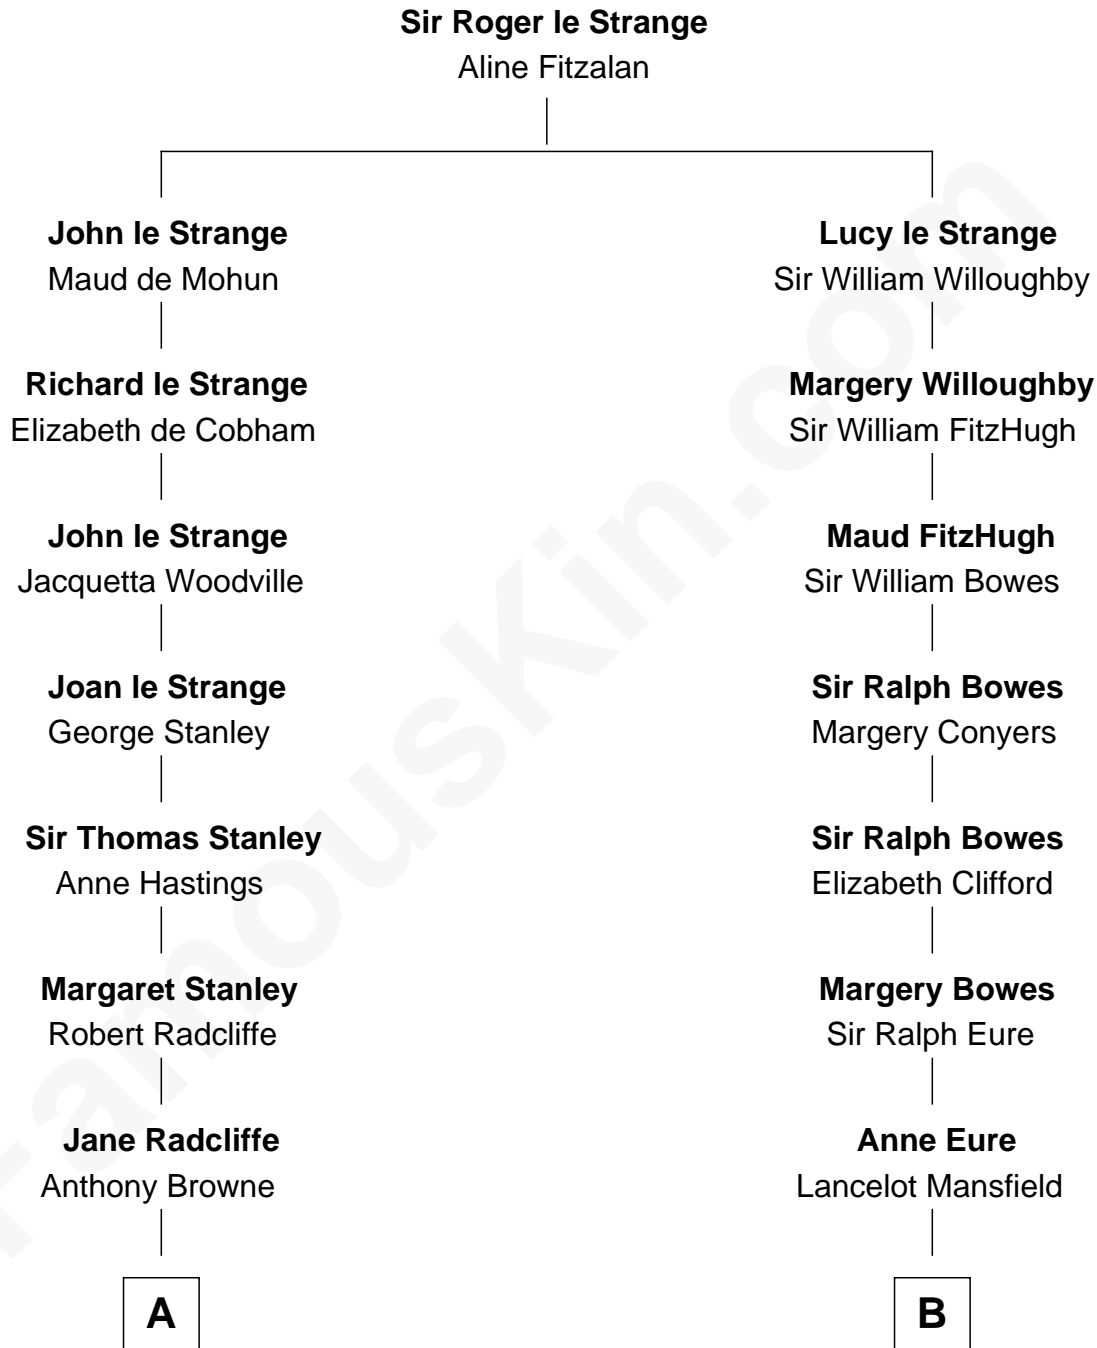 Sir Roger le Strange
Aline Fitzalan
John le Strange
Maud de Mohun
Richard le Strange
Elizabeth de Cobham
John le Strange
Jacquetta Woodville
Joan le Strange
George Stanley
Sir Thomas Stanley
Anne Hastings
Margaret Stanley
Robert Radcliffe
Jane Radcliffe
Anthony Browne
A
Lucy le Strange
Sir William Willoughby
Margery Willoughby
Sir William FitzHugh
Maud FitzHugh
Sir William Bowes
Sir Ralph Bowes
Margery Conyers
Sir Ralph Bowes
Elizabeth Clifford
Margery Bowes
Sir Ralph Eure
Anne Eure
Lancelot Mansfield
B
FamousKin.com